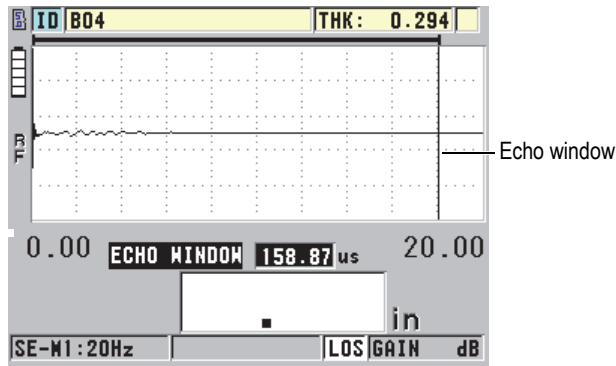 ID B04 THK: 0.294
RF
Echo window
0.00 ECHO WINDOW 158.87 us 20.00
in
SE-M1:20Hz LOS GAIN dB